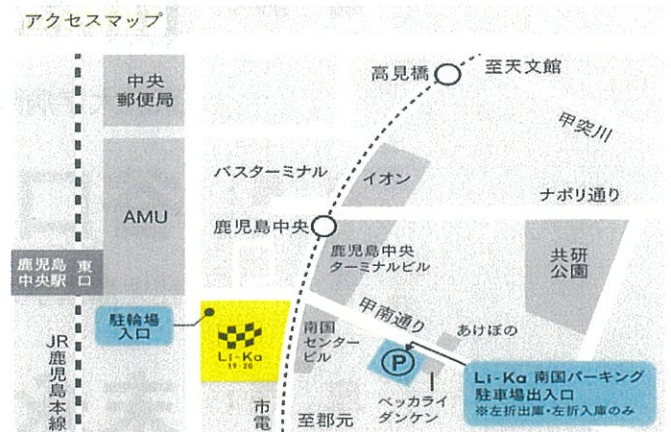 アクセスマップ
中央
郵便局
高見橋
至天文館
甲突川
バスターミナル
イオン
ナポリ通り
AMU
鹿児島中央
鹿児島中央
ターミナルビル
共研
公園
鹿児島
中央駅
東口
甲南通り
駐輪場
入口
Li-Ka
19・20
南国
センター
ビル
あけぼの
P
JR鹿児島本線
Li-Ka 南国パーキング
駐車場出入口
※左折出庫・左折入庫のみ
ベッカライ
ダンケン
市電
至郡元